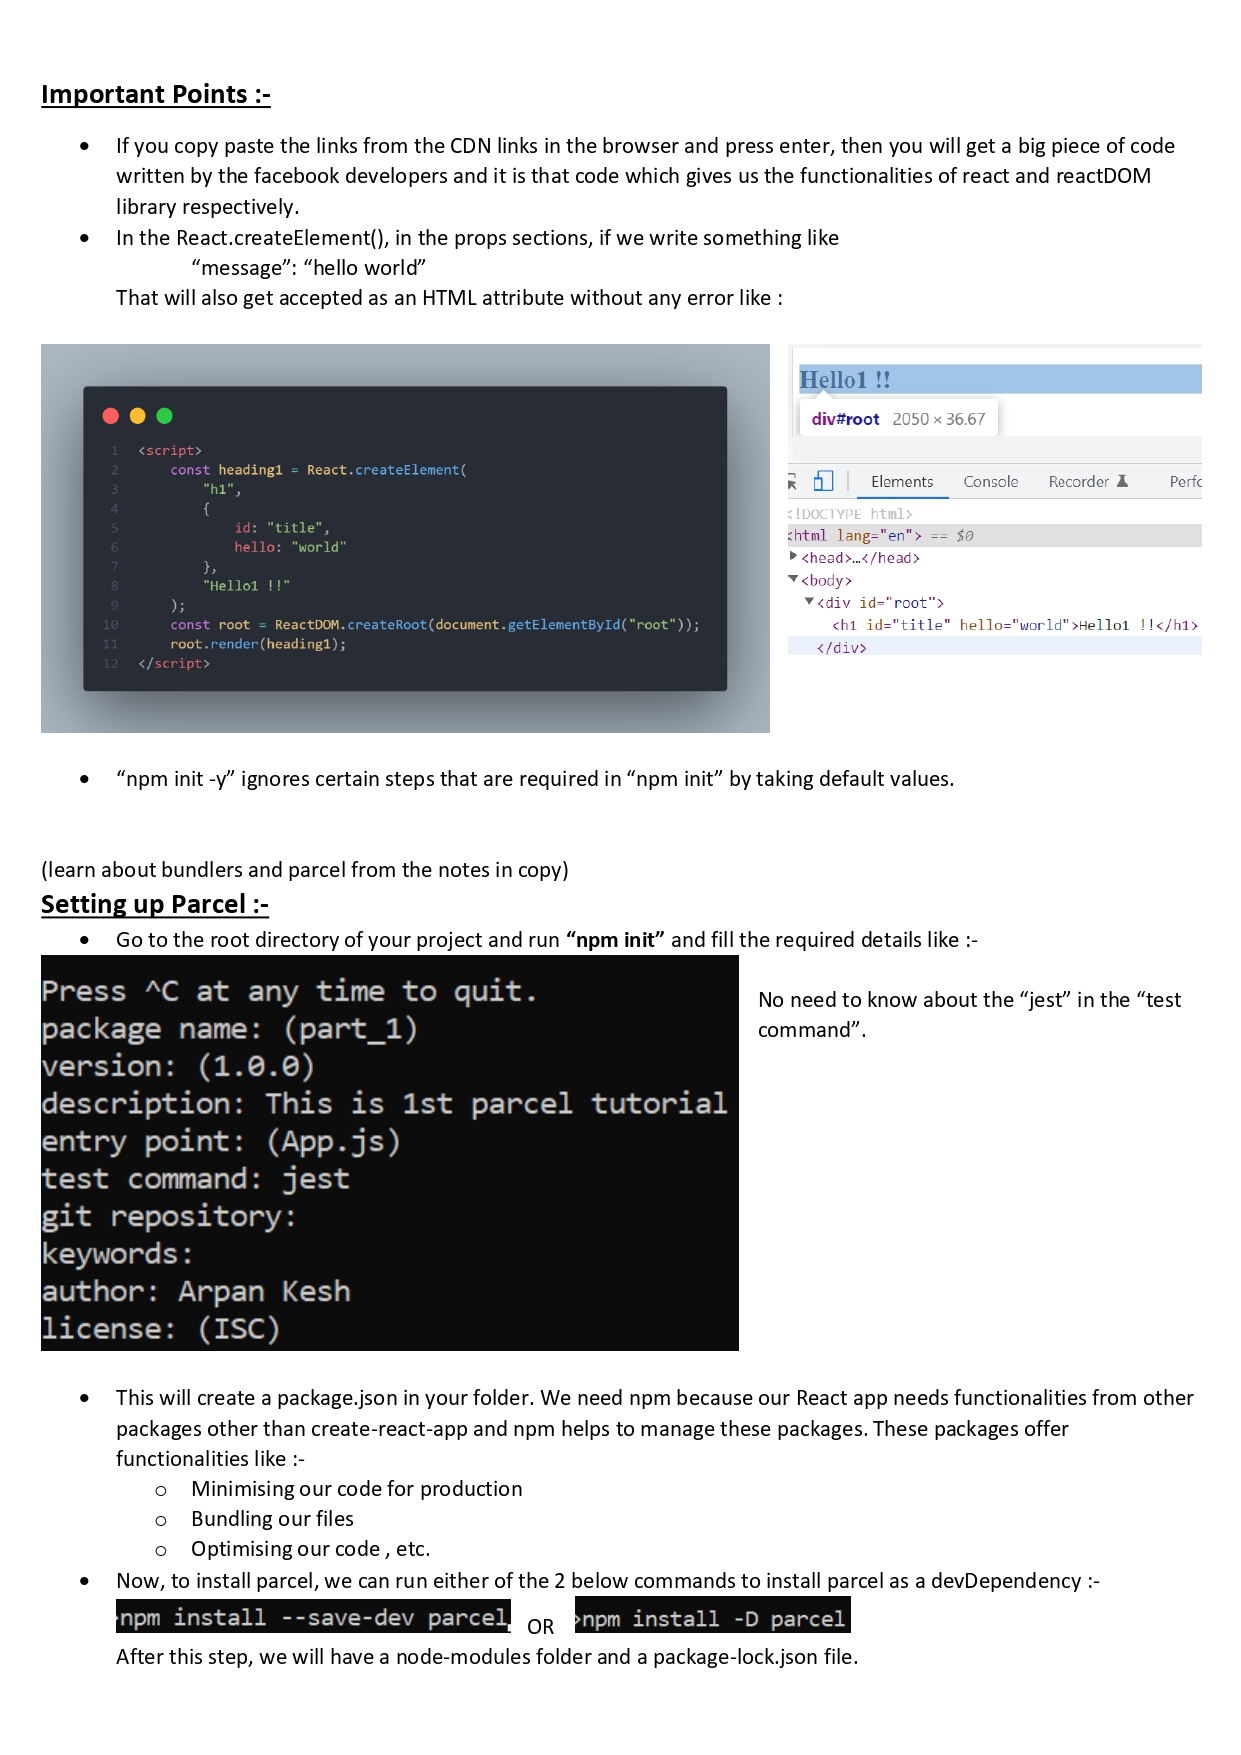 Important Points :-
• If you copy paste the links from the CDN links in the browser and press enter, then you will get a big piece of code
written by the facebook developers and it is that code which gives us the functionalities of react and reactDOM
library respectively.
• In the React.createElement(), in the props sections, if we write something like
“message”: “hello world”
That will also get accepted as an HTML attribute without any error like :
1 <script>
2 const heading1 = React.createElement(
3 "h1",
4 {
5 id: "title",
6 hello: "world"
7 },
8 "Hello1 !!"
9 );
10 const root = ReactDOM.createRoot(document.getElementById("root"));
11 root.render(heading1);
12 </script>
Hello1 !!
div#root 2050 × 36.67
Elements Console Recorder Perfo
<!DOCTYPE html>
<html lang="en"> == $0
<head>…</head>
<body>
<div id="root">
<h1 id="title" hello="world">Hello1 !!</h1>
</div>
• “npm init -y” ignores certain steps that are required in “npm init” by taking default values.
(learn about bundlers and parcel from the notes in copy)
Setting up Parcel :-
• Go to the root directory of your project and run “npm init” and fill the required details like :-
Press ^C at any time to quit.
package name: (part_1)
version: (1.0.0)
description: This is 1st parcel tutorial
entry point: (App.js)
test command: jest
git repository:
keywords:
author: Arpan Kesh
license: (ISC)
No need to know about the “jest” in the “test
command”.
• This will create a package.json in your folder. We need npm because our React app needs functionalities from other
packages other than create-react-app and npm helps to manage these packages. These packages offer
functionalities like :-
o Minimising our code for production
o Bundling our files
o Optimising our code , etc.
• Now, to install parcel, we can run either of the 2 below commands to install parcel as a devDependency :-
>npm install --save-dev parcel OR >npm install -D parcel
After this step, we will have a node-modules folder and a package-lock.json file.